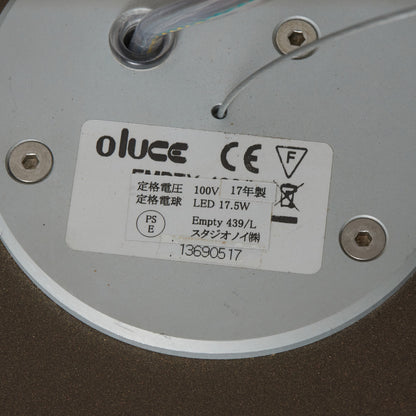 oluce CE F
定格電圧 100V 17年製
定格電球 LED 17.5W
PS E
Empty 439/L
スタジオノイ㈱
13690517